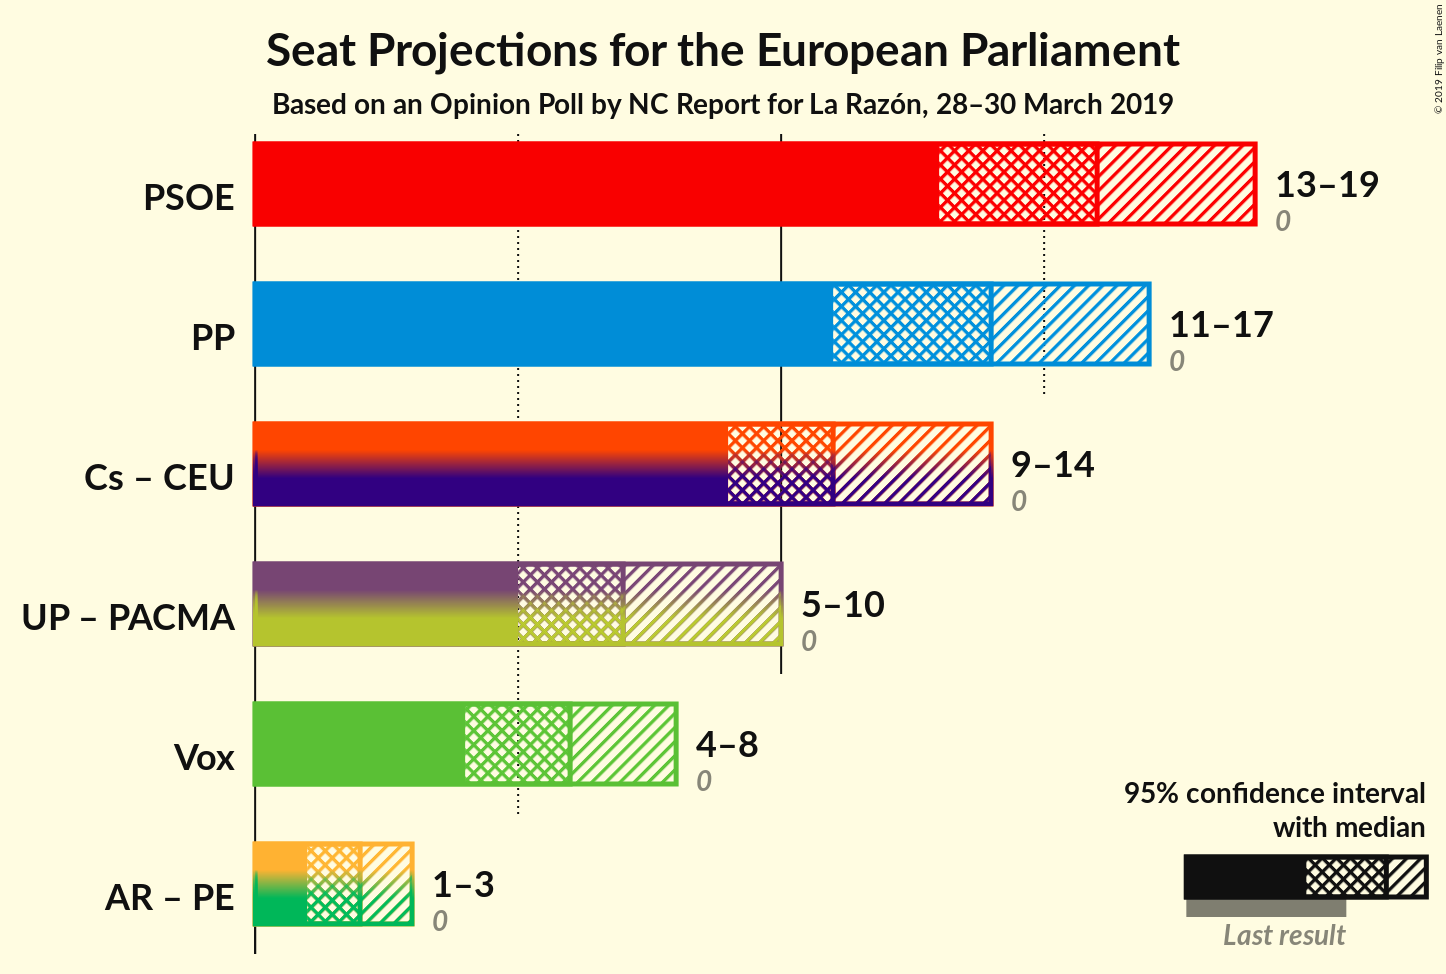 Seat Projections for the European Parliament
Based on an Opinion Poll by NC Report for La Razón, 28–30 March 2019
© 2019 Filip van Laenen
PSOE
13–19
0
PP
11–17
0
Cs – CEU
9–14
0
UP – PACMA
5–10
0
Vox
4–8
0
AR – PE
1–3
0
95% confidence interval
with median
Last result